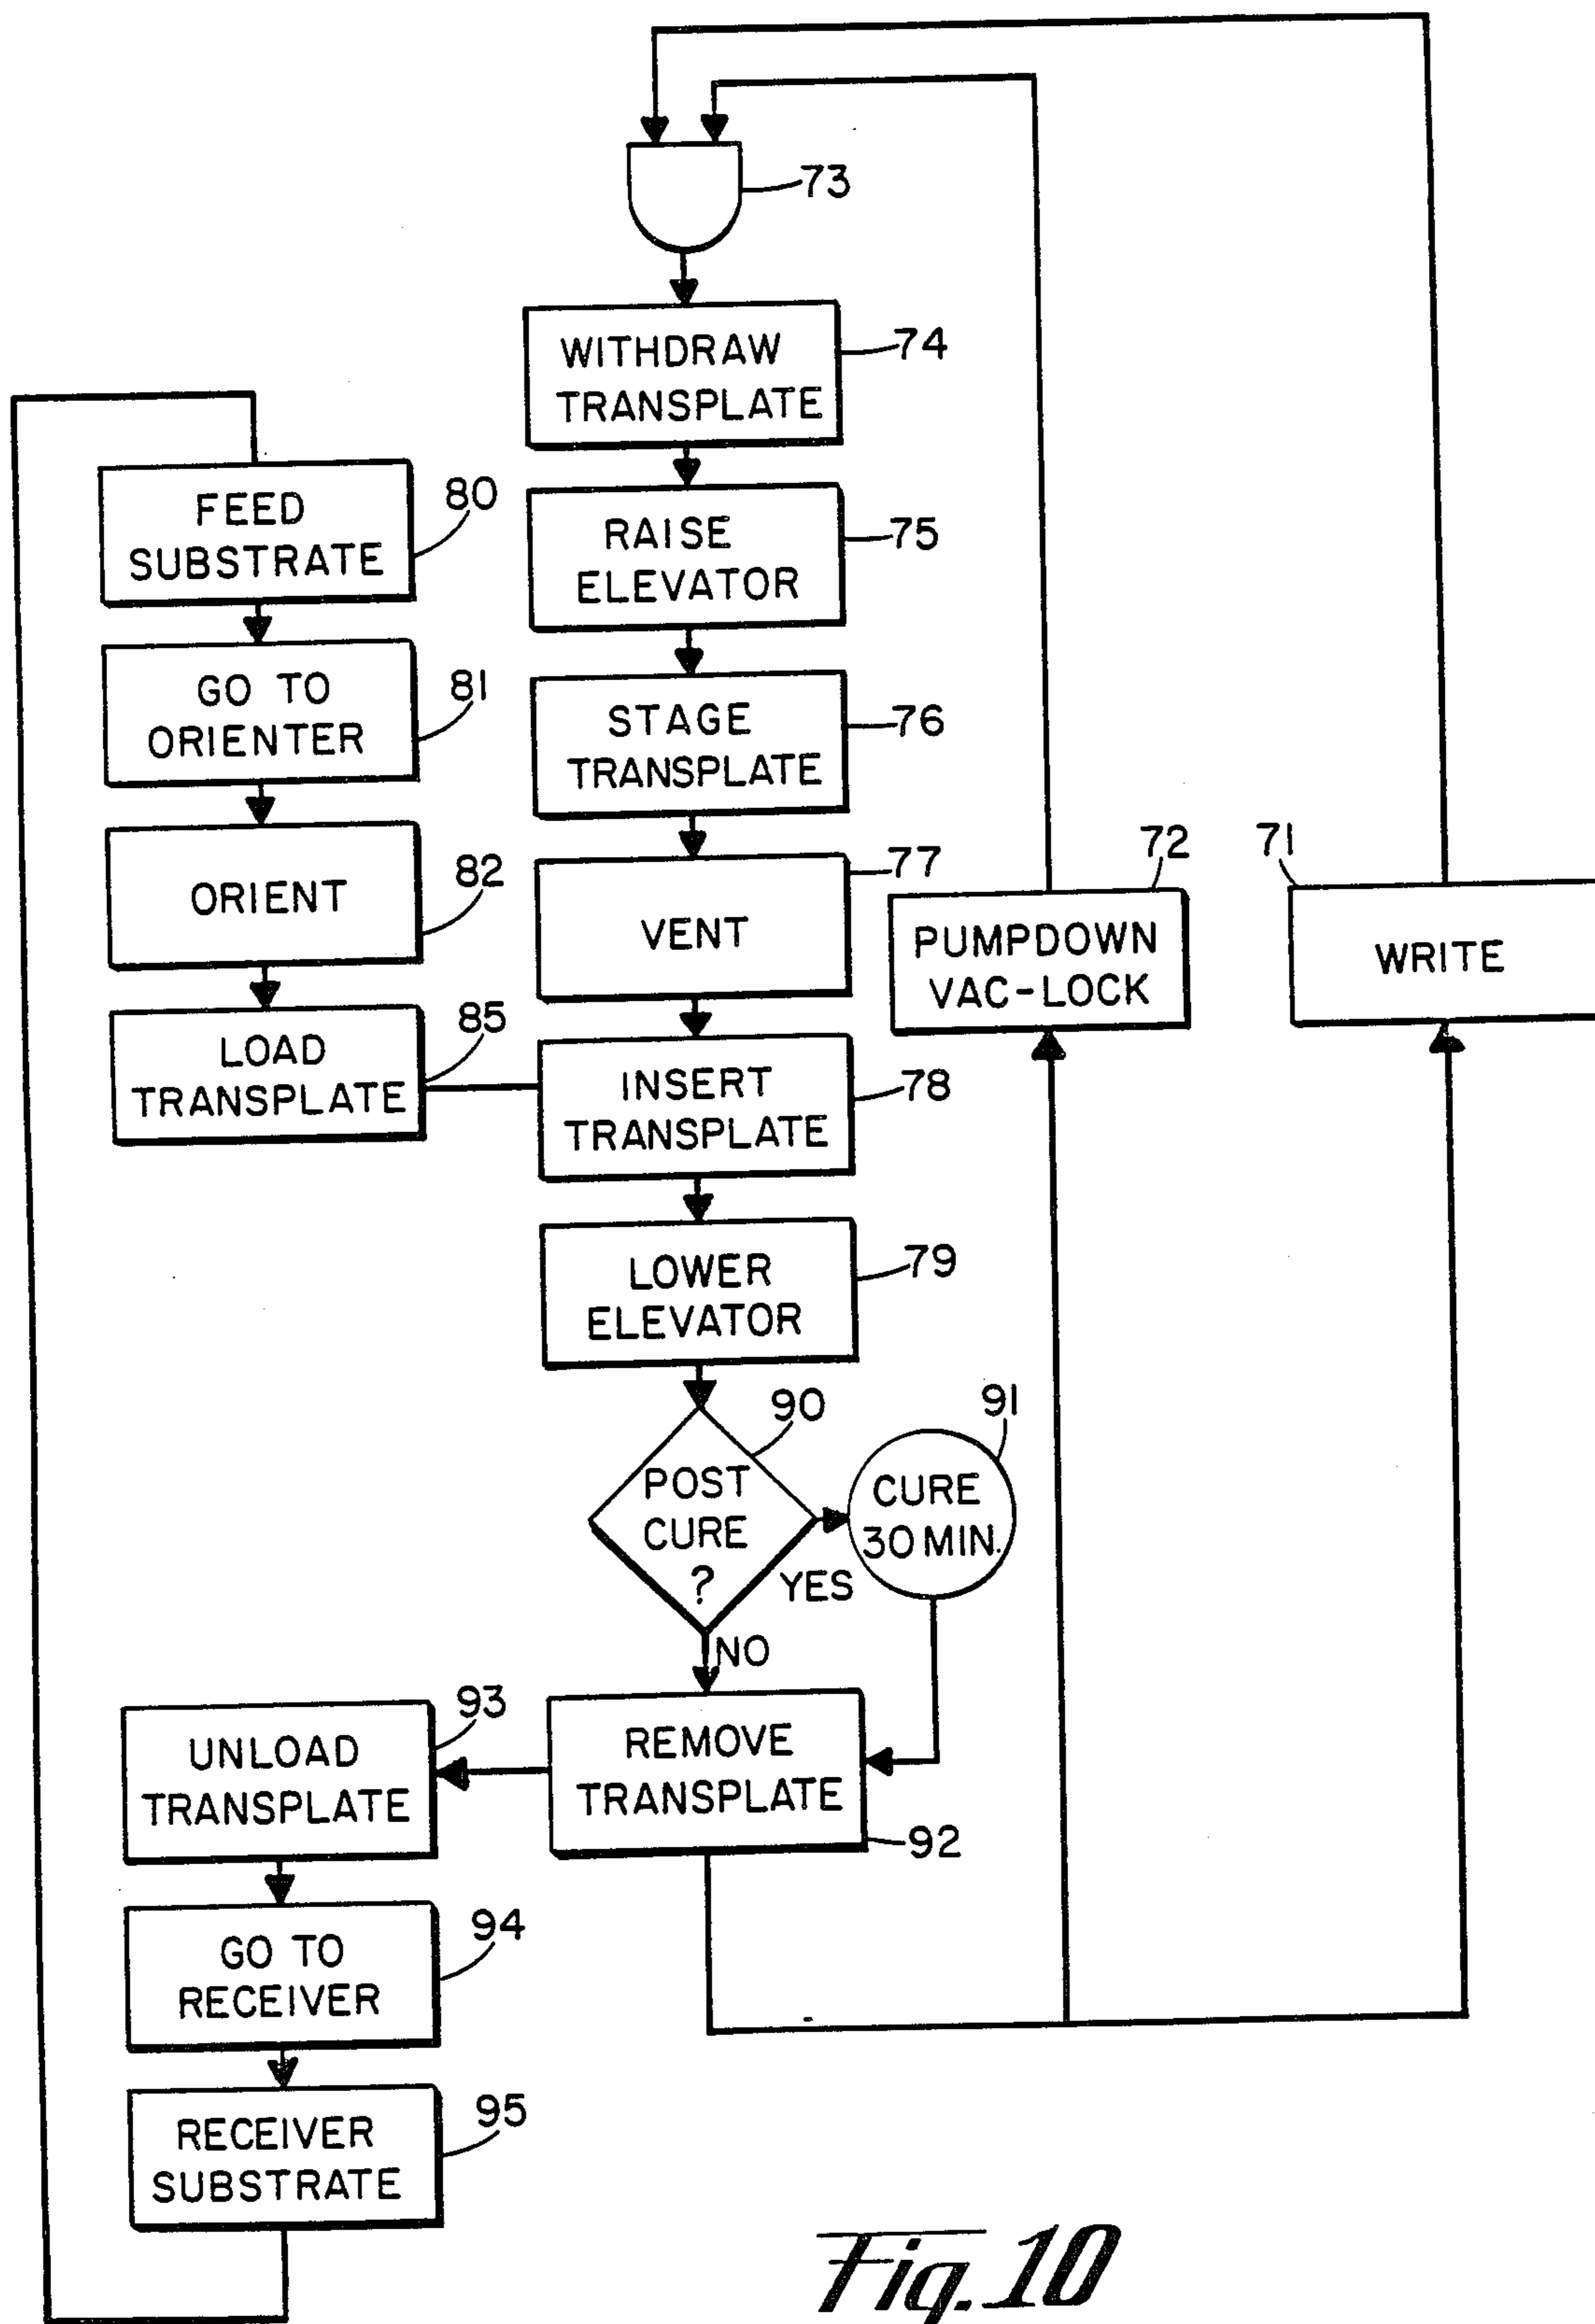 73
WITHDRAW
TRANSPLATE
74
RAISE
ELEVATOR
75
STAGE
TRANSPLATE
76
VENT
77
INSERT
TRANSPLATE
78
LOWER
ELEVATOR
79
FEED
SUBSTRATE
80
GO TO
ORIENTER
81
ORIENT
82
LOAD
TRANSPLATE
85
PUMPDOWN
VAC-LOCK
72
WRITE
71
POST
CURE
?
90
YES
NO
CURE
30 MIN.
91
REMOVE
TRANSPLATE
92
UNLOAD
TRANSPLATE
93
GO TO
RECEIVER
94
RECEIVER
SUBSTRATE
95
Fig. 10